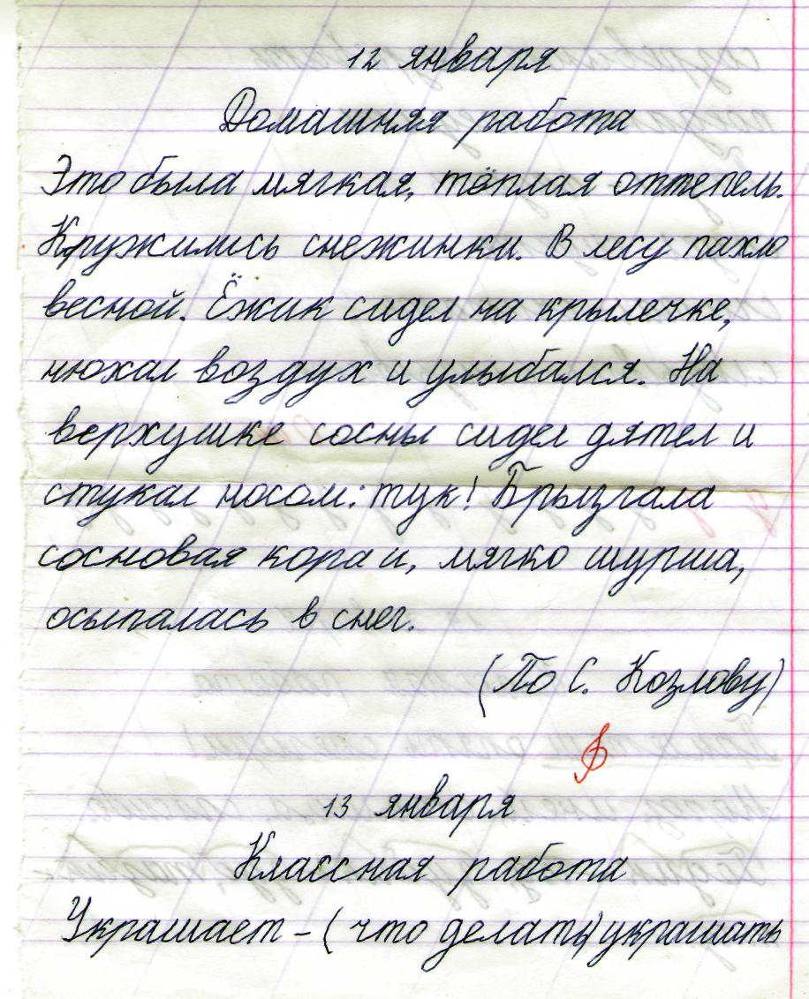 12 января
Домашняя работа
Это была мягкая, тёплая оттепель.
Кружились снежинки. В лесу пахло
весной. Ёжик сидел на крылечке,
нюхал воздух и улыбался. На
верхушке сосны сидел дятел и
стукал носом: тук! Брызгала
сосновая кора и, мягко шурша,
осыпалась в снег.
(По С. Козлову)
13 января
Классная работа
Украшает – (что делать) украшать